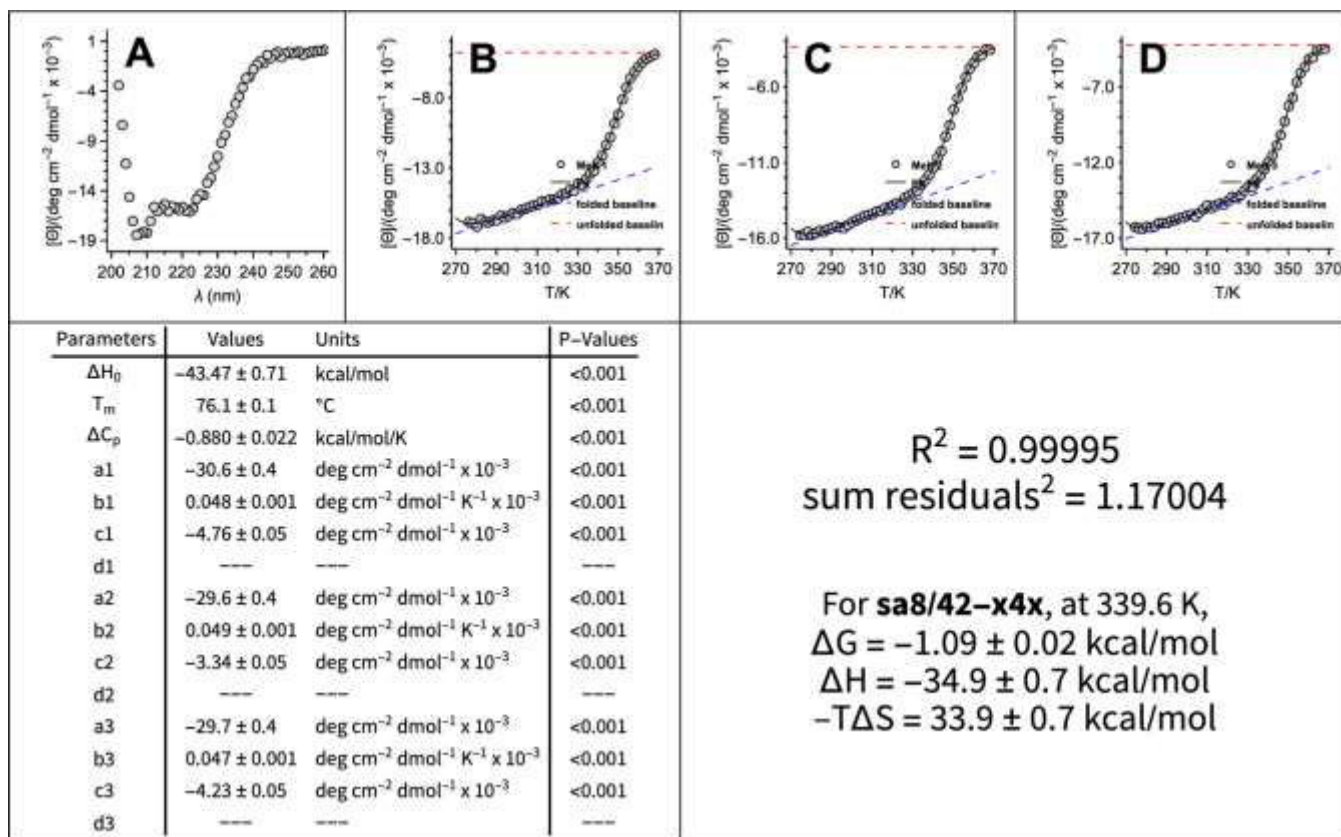 A
[Θ]/(deg cm⁻² dmol⁻¹ x 10⁻³)
1
−4
−9
−14
−19
200 210 220 230 240 250 260
λ (nm)
B
[Θ]/(deg cm⁻² dmol⁻¹ x 10⁻³)
−8.0
−13.0
−18.0
folded baseline
unfolded baselin
270 290 310 330 350 370
T/K
C
[Θ]/(deg cm⁻² dmol⁻¹ x 10⁻³)
−6.0
−11.0
−16.0
folded baseline
unfolded baselin
270 290 310 330 350 370
T/K
D
[Θ]/(deg cm⁻² dmol⁻¹ x 10⁻³)
−7.0
−12.0
−17.0
folded baseline
unfolded baselin
270 290 310 330 350 370
T/K
Parameters Values Units P−Values
ΔH₀ −43.47 ± 0.71 kcal/mol <0.001
Tₘ 76.1 ± 0.1 °C <0.001
ΔCₚ −0.880 ± 0.022 kcal/mol/K <0.001
a1 −30.6 ± 0.4 deg cm⁻² dmol⁻¹ x 10⁻³ <0.001
b1 0.048 ± 0.001 deg cm⁻² dmol⁻¹ K⁻¹ x 10⁻³ <0.001
c1 −4.76 ± 0.05 deg cm⁻² dmol⁻¹ x 10⁻³ <0.001
d1 −−− −−− −−−
a2 −29.6 ± 0.4 deg cm⁻² dmol⁻¹ x 10⁻³ <0.001
b2 0.049 ± 0.001 deg cm⁻² dmol⁻¹ K⁻¹ x 10⁻³ <0.001
c2 −3.34 ± 0.05 deg cm⁻² dmol⁻¹ x 10⁻³ <0.001
d2 −−− −−− −−−
a3 −29.7 ± 0.4 deg cm⁻² dmol⁻¹ x 10⁻³ <0.001
b3 0.047 ± 0.001 deg cm⁻² dmol⁻¹ K⁻¹ x 10⁻³ <0.001
c3 −4.23 ± 0.05 deg cm⁻² dmol⁻¹ x 10⁻³ <0.001
d3 −−− −−− −−−
R² = 0.99995
sum residuals² = 1.17004
For sa8/42−x4x, at 339.6 K,
ΔG = −1.09 ± 0.02 kcal/mol
ΔH = −34.9 ± 0.7 kcal/mol
−TΔS = 33.9 ± 0.7 kcal/mol